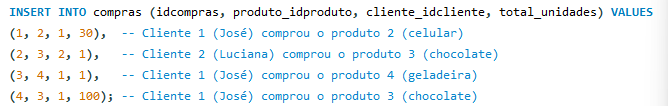 INSERT INTO compras (idcompras, produto_idproduto, cliente_idcliente, total_unidades) VALUES
(1, 2, 1, 30),  -- Cliente 1 (José) comprou o produto 2 (celular)
(2, 3, 2, 1),   -- Cliente 2 (Luciana) comprou o produto 3 (chocolate)
(3, 4, 1, 1),   -- Cliente 1 (José) comprou o produto 4 (geladeira)
(4, 3, 1, 100); -- Cliente 1 (José) comprou o produto 3 (chocolate)